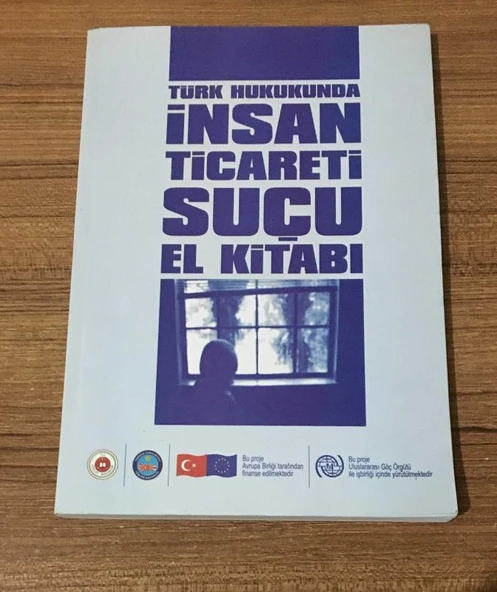 TÜRK HUKUKUNDA
İNSAN
TİCARETİ
SUÇU
EL KİTABI
Bu proje
Avrupa Birliği tarafından
finanse edilmektedir
Bu proje
Uluslararası Göç Örgütü
ile işbirliği içinde yürütülmektedir